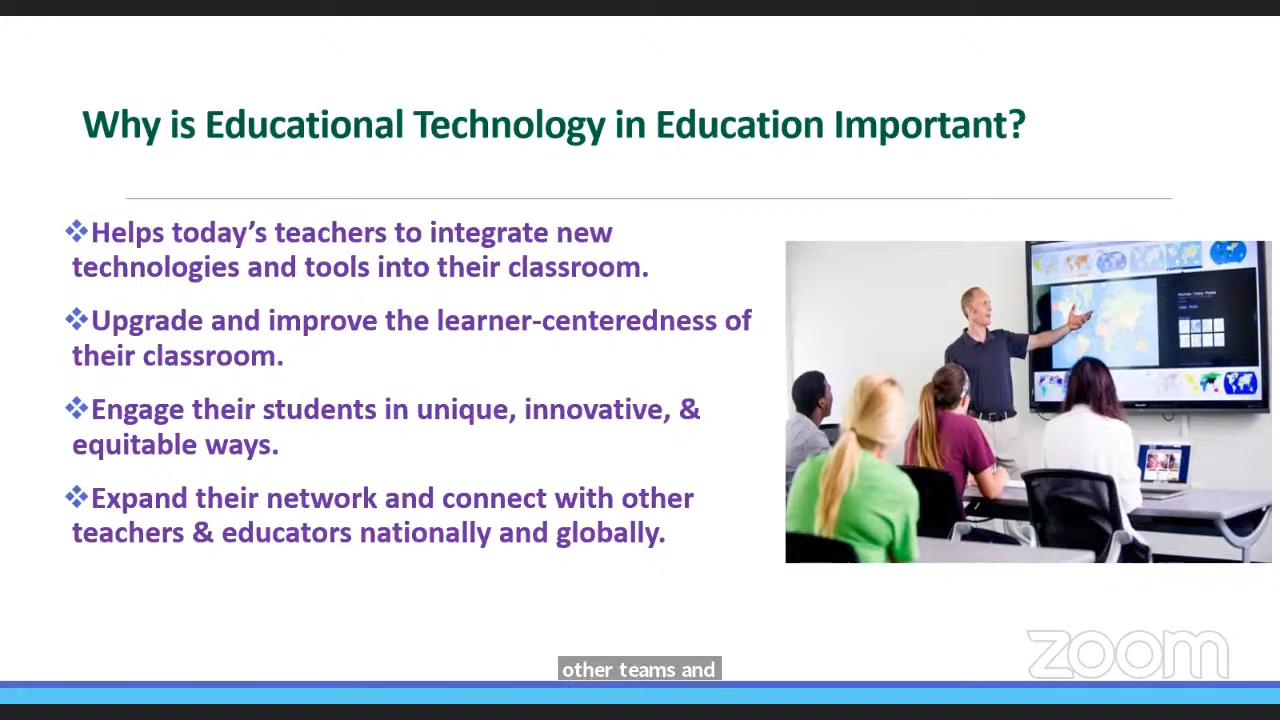 Why is Educational Technology in Education Important?
❖Helps today’s teachers to integrate new
technologies and tools into their classroom.
❖Upgrade and improve the learner-centeredness of
their classroom.
❖Engage their students in unique, innovative, &
equitable ways.
❖Expand their network and connect with other
teachers & educators nationally and globally.
zoom
other teams and